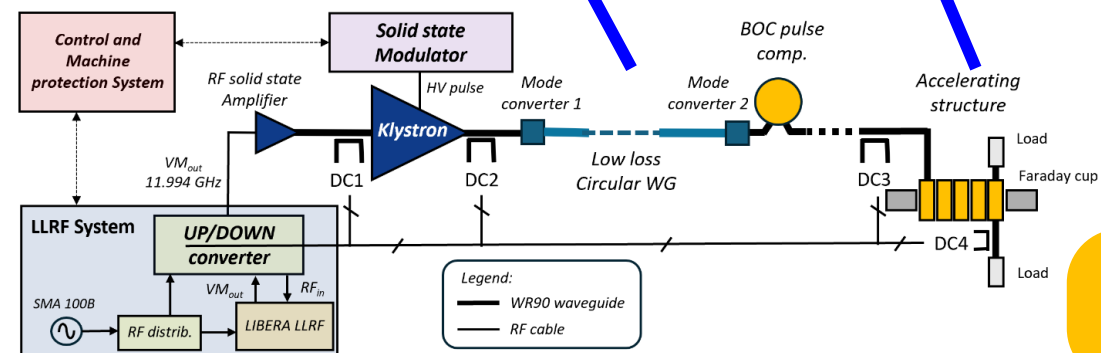 Control and
Machine
protection System
Solid state
Modulator
BOC pulse
comp.
RF solid state
Amplifier
HV pulse
Mode
converter 1
Mode
converter 2
Accelerating
structure
Klystron
Low loss
Circular WG
VMout
11.994 GHz
DC1
DC2
DC3
Load
Faraday cup
LLRF System
UP/DOWN
converter
DC4
Load
VMout
RFin
SMA 100B
RF distrib.
LIBERA LLRF
Legend:
WR90 waveguide
RF cable